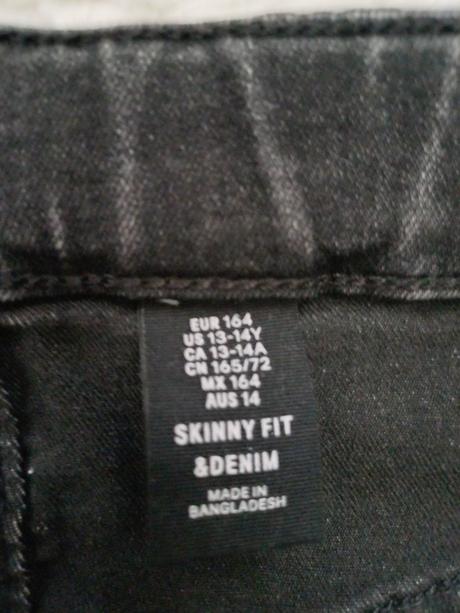 EUR 164
US 13-14Y
CA 13-14A
CN 165/72
MX 164
AUS 14
SKINNY FIT
&DENIM
MADE IN
BANGLADESH